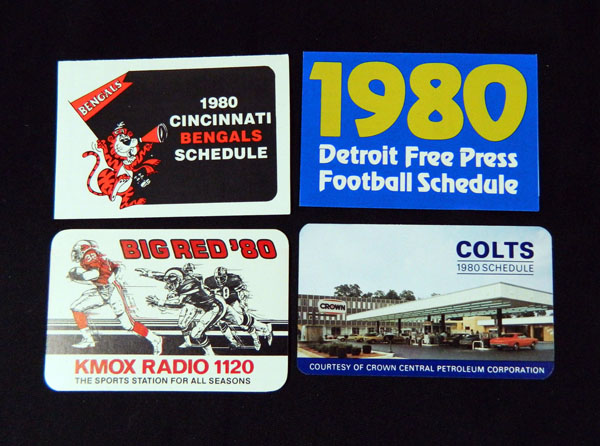 BENGALS
1980
CINCINNATI
BENGALS
SCHEDULE
1980
Detroit Free Press
Football Schedule
BIG RED '80
KMOX RADIO 1120
THE SPORTS STATION FOR ALL SEASONS
COLTS
1980 SCHEDULE
CROWN
COURTESY OF CROWN CENTRAL PETROLEUM CORPORATION